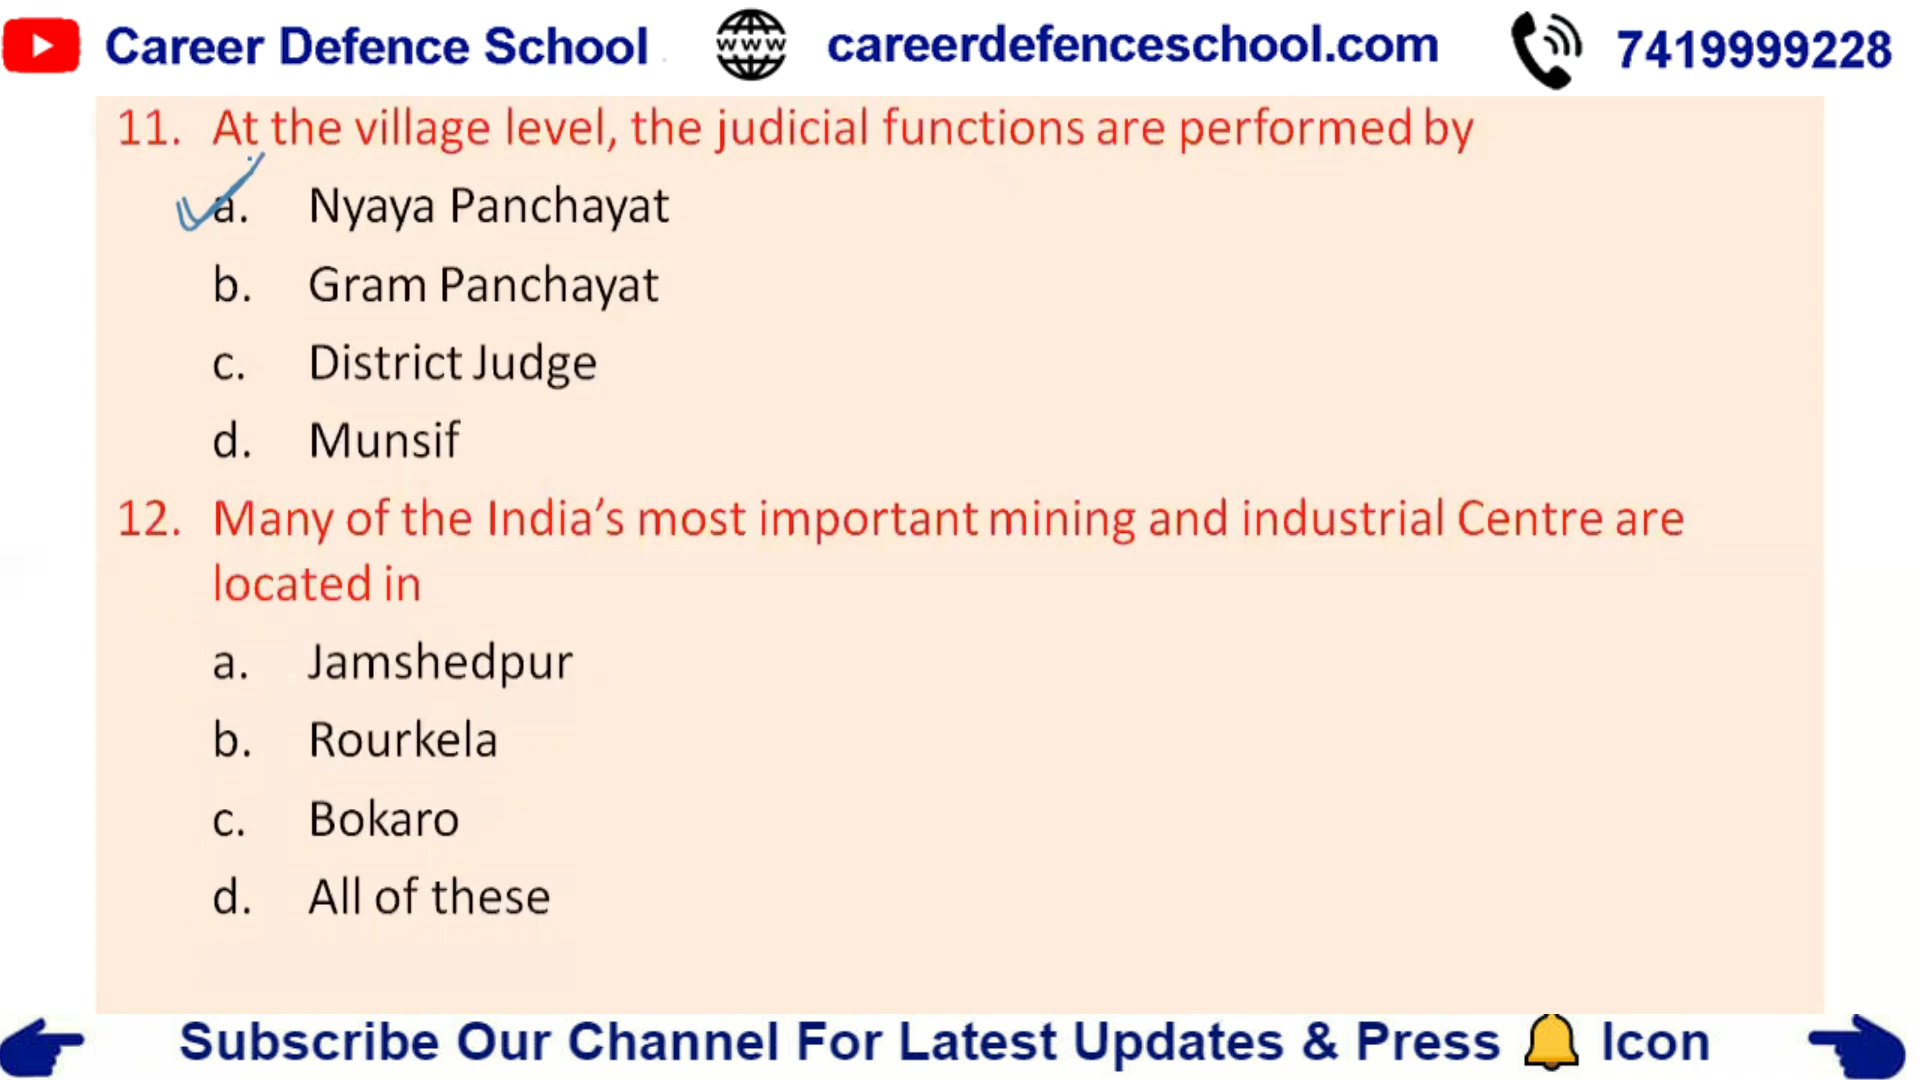 Career Defence School www careerdefenceschool.com 7419999228
11. At the village level, the judicial functions are performed by
a. Nyaya Panchayat
b. Gram Panchayat
c. District Judge
d. Munsif
12. Many of the India’s most important mining and industrial Centre are
located in
a. Jamshedpur
b. Rourkela
c. Bokaro
d. All of these
Subscribe Our Channel For Latest Updates & Press Icon